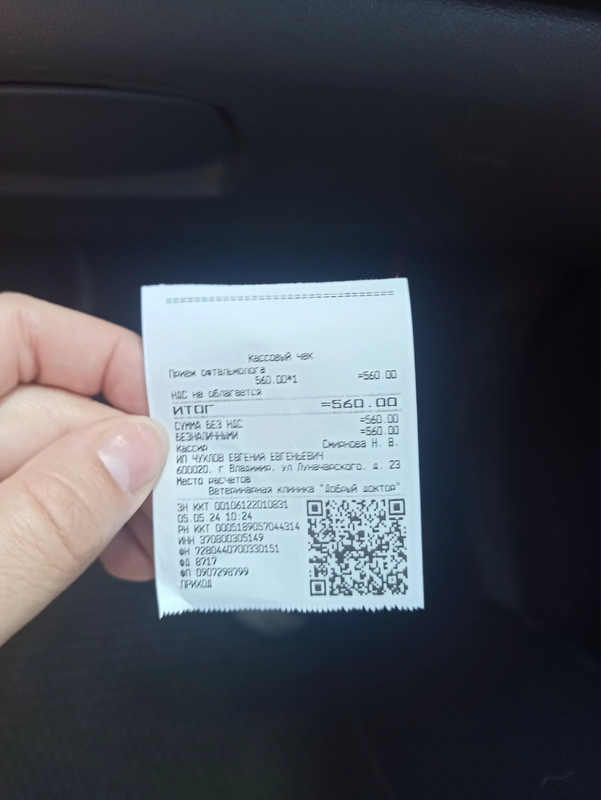 Кассовый чек
Прием офтальмолога
560.00*1 =560.00
НДС не облагается
ИТОГ =560.00
СУММА БЕЗ НДС =560.00
БЕЗНАЛИЧНЫМИ =560.00
Кассир Смирнова Н. В.
ИП ЧУХЛОВ ЕВГЕНИЙ ЕВГЕНЬЕВИЧ
600020, г Владимир, ул Луначарского, д. 23
Место расчетов
Ветеринарная клиника "Добрый доктор"
ЗН ККТ 00106122010831
05.05.24 10:24
РН ККТ 0005189057044314
ИНН 370800305149
ФН 7280440700330151
ФД 8717
ФП 0907298799
ПРИХОД